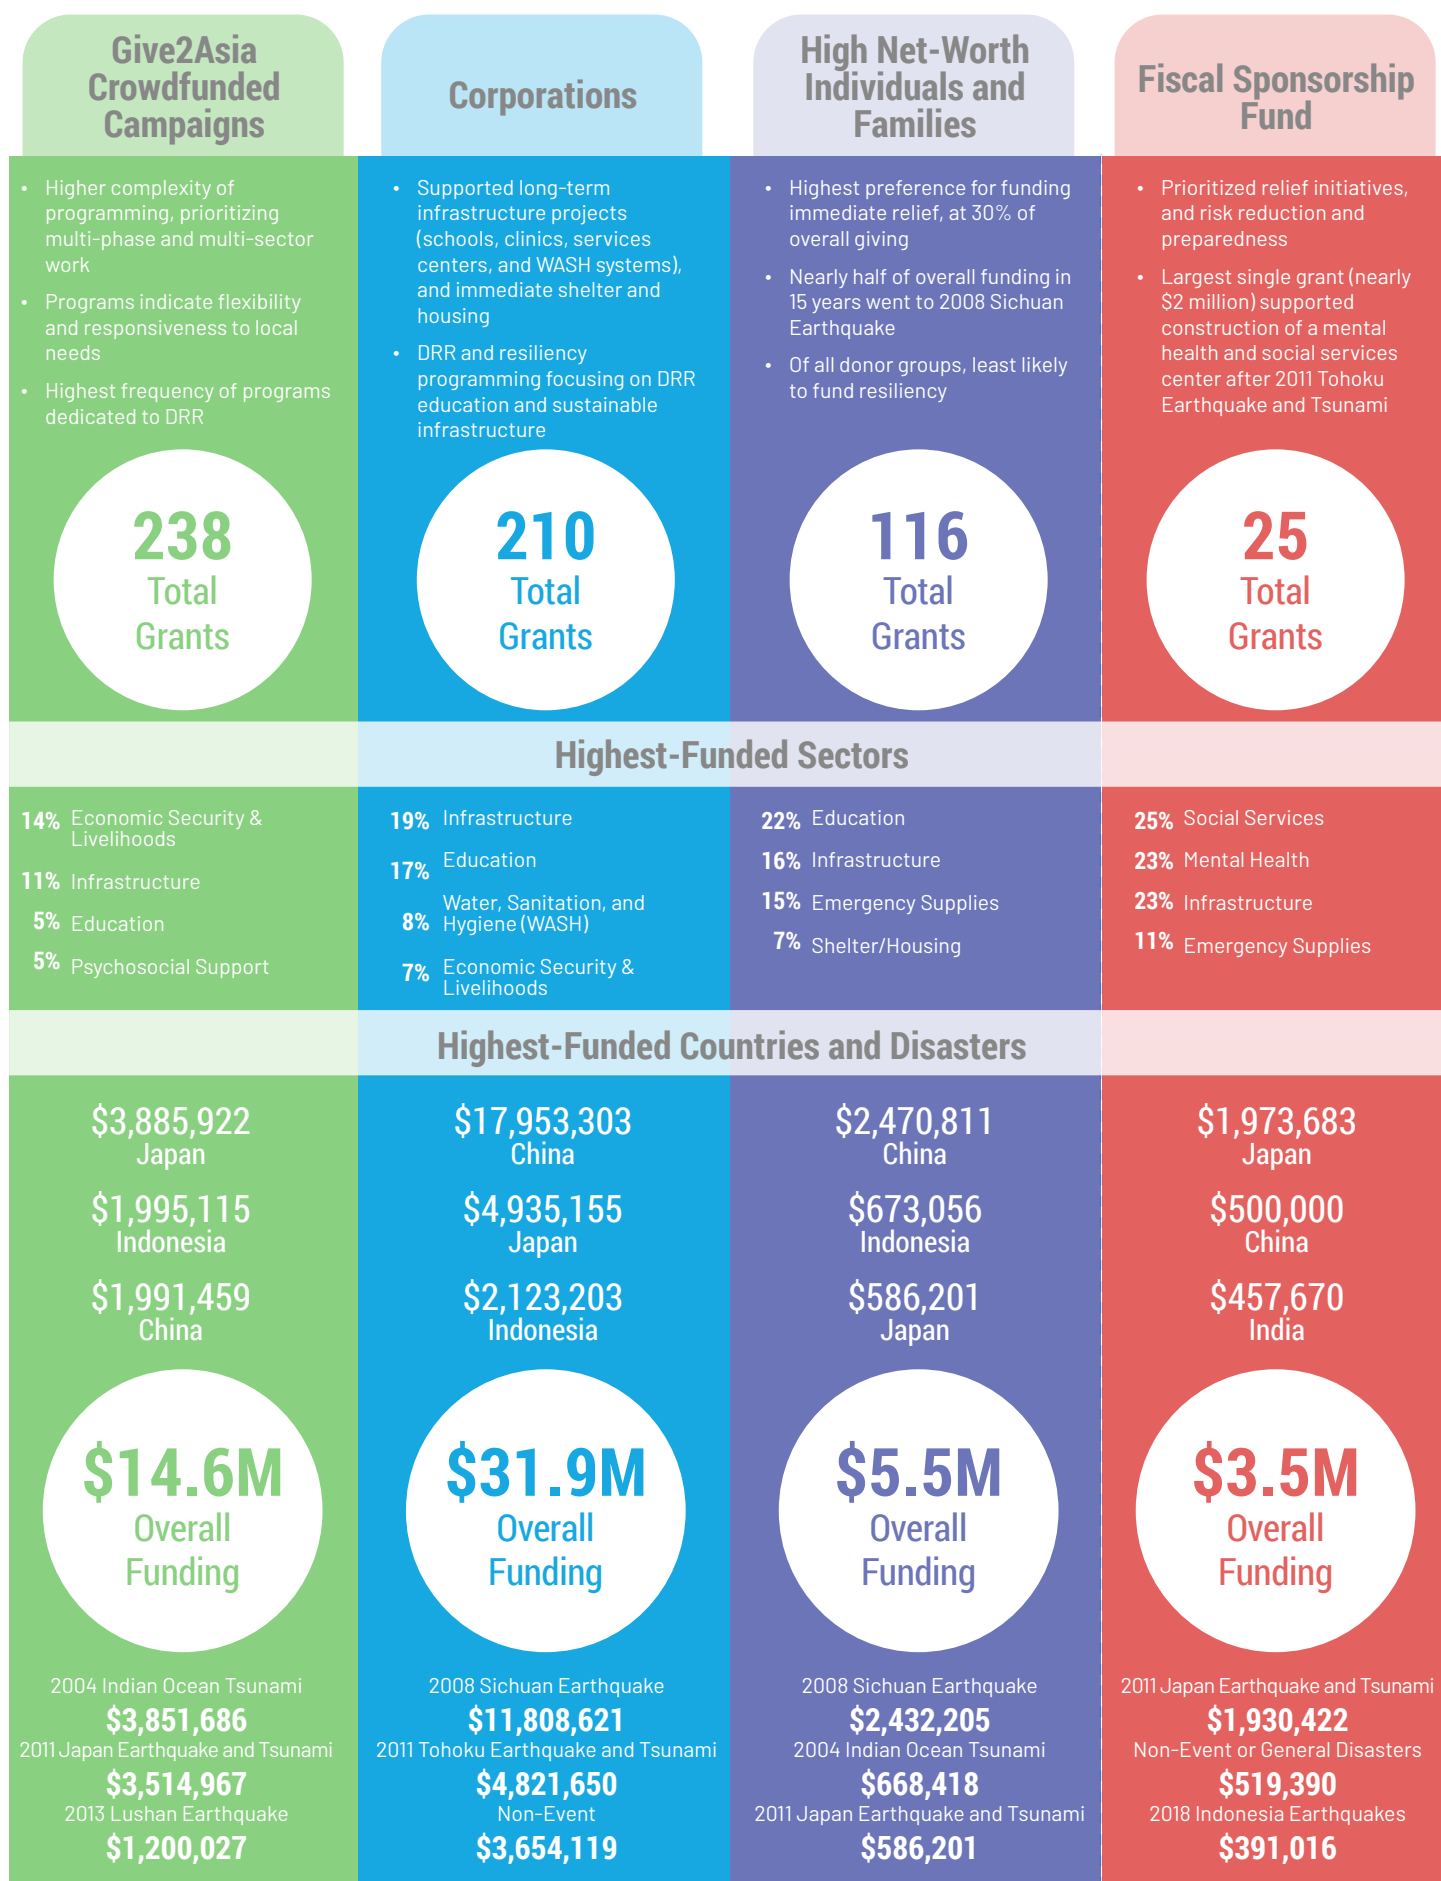 Give2Asia
Crowdfunded
Campaigns
• Higher complexity of
programming, prioritizing
multi-phase and multi-sector
work
• Programs indicate flexibility
and responsiveness to local
needs
• Highest frequency of programs
dedicated to DRR
238
Total
Grants
Corporations
• Supported long-term
infrastructure projects
(schools, clinics, services
centers, and WASH systems),
and immediate shelter and
housing
• DRR and resiliency
programming focusing on DRR
education and sustainable
infrastructure
210
Total
Grants
High Net-Worth
Individuals and
Families
• Highest preference for funding
immediate relief, at 30% of
overall giving
• Nearly half of overall funding in
15 years went to 2008 Sichuan
Earthquake
• Of all donor groups, least likely
to fund resiliency
116
Total
Grants
Fiscal Sponsorship
Fund
• Prioritized relief initiatives,
and risk reduction and
preparedness
• Largest single grant (nearly
$2 million) supported
construction of a mental
health and social services
center after 2011 Tohoku
Earthquake and Tsunami
25
Total
Grants
Highest-Funded Sectors
14% Economic Security &
Livelihoods
11% Infrastructure
5% Education
5% Psychosocial Support
19% Infrastructure
17% Education
8% Water, Sanitation, and
Hygiene (WASH)
7% Economic Security &
Livelihoods
22% Education
16% Infrastructure
15% Emergency Supplies
7% Shelter/Housing
25% Social Services
23% Mental Health
23% Infrastructure
11% Emergency Supplies
Highest-Funded Countries and Disasters
$3,885,922
Japan
$1,995,115
Indonesia
$1,991,459
China
$14.6M
Overall
Funding
2004 Indian Ocean Tsunami
$3,851,686
2011 Japan Earthquake and Tsunami
$3,514,967
2013 Lushan Earthquake
$1,200,027
$17,953,303
China
$4,935,155
Japan
$2,123,203
Indonesia
$31.9M
Overall
Funding
2008 Sichuan Earthquake
$11,808,621
2011 Tohoku Earthquake and Tsunami
$4,821,650
Non-Event
$3,654,119
$2,470,811
China
$673,056
Indonesia
$586,201
Japan
$5.5M
Overall
Funding
2008 Sichuan Earthquake
$2,432,205
2004 Indian Ocean Tsunami
$668,418
2011 Japan Earthquake and Tsunami
$586,201
$1,973,683
Japan
$500,000
China
$457,670
India
$3.5M
Overall
Funding
2011 Japan Earthquake and Tsunami
$1,930,422
Non-Event or General Disasters
$519,390
2018 Indonesia Earthquakes
$391,016